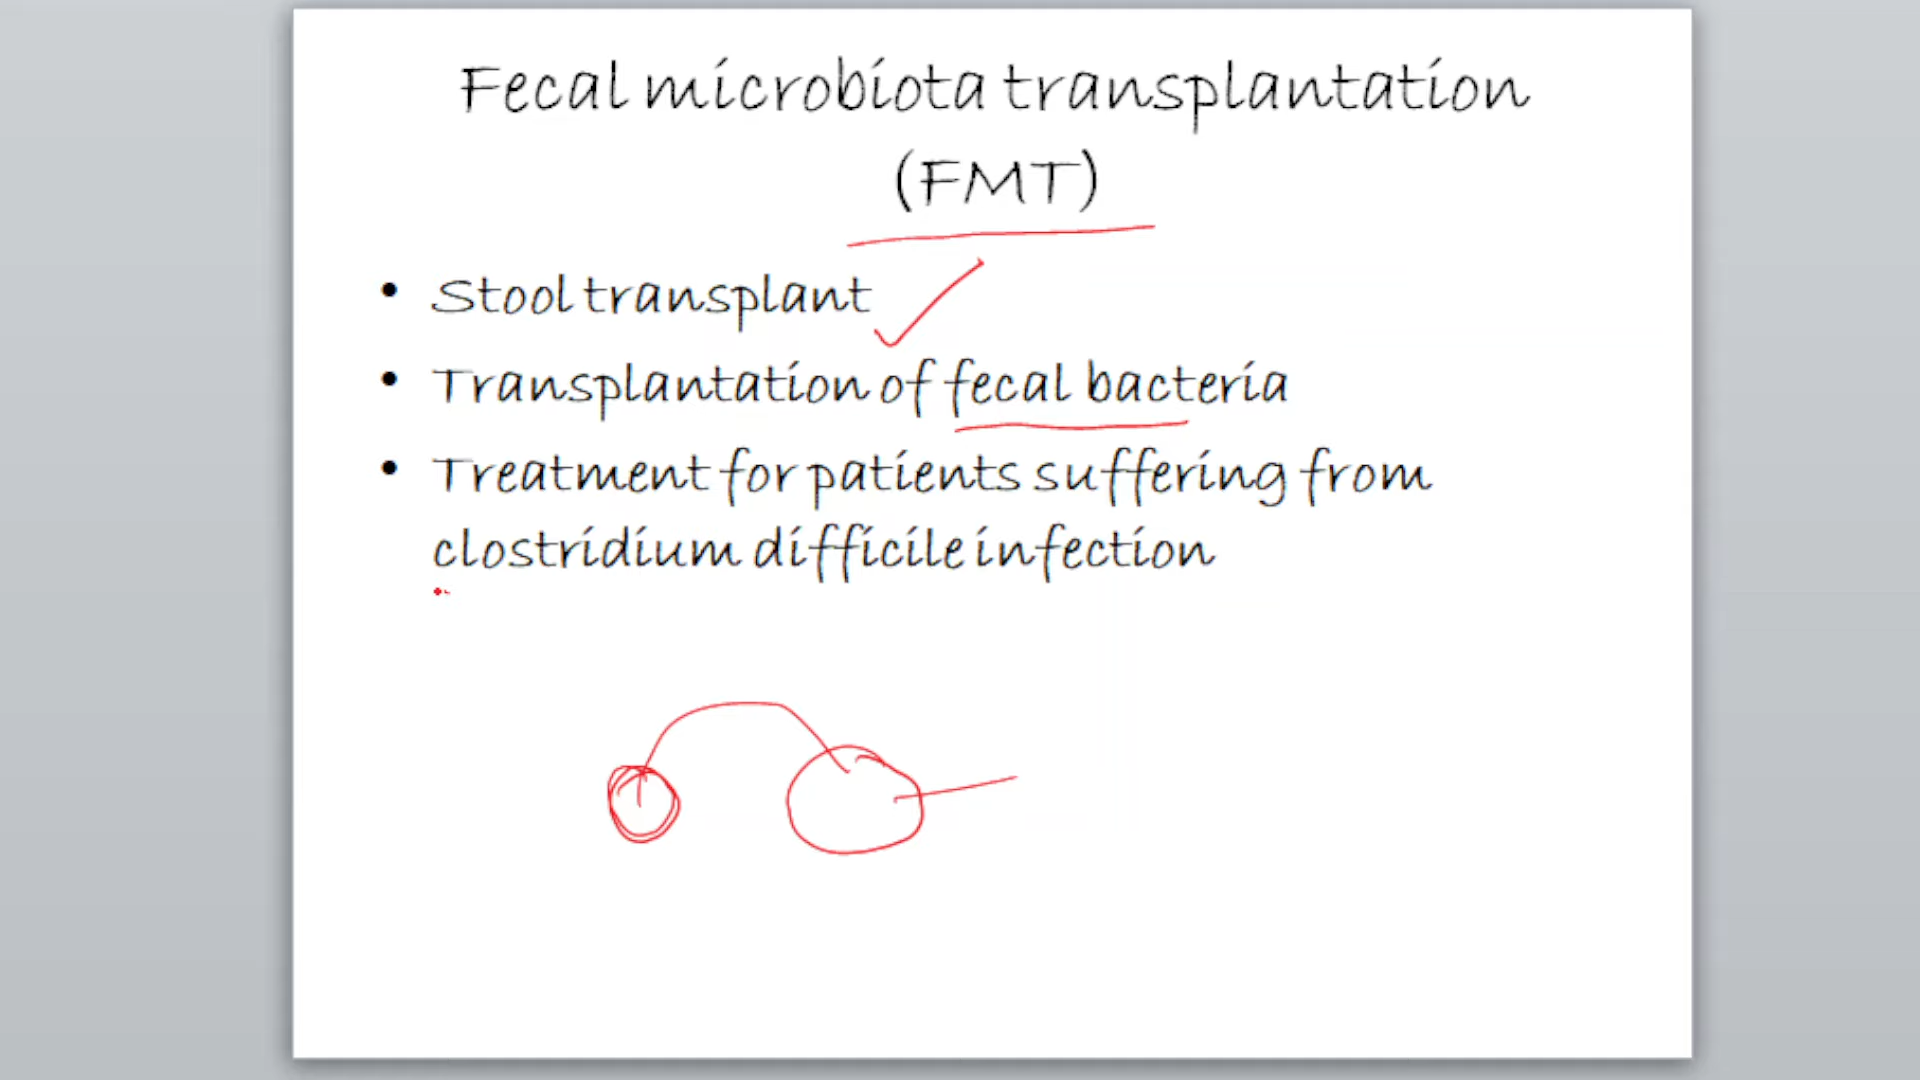 Fecal microbiota transplantation
(FMT)
• Stool transplant
• Transplantation of fecal bacteria
• Treatment for patients suffering from
clostridium difficile infection